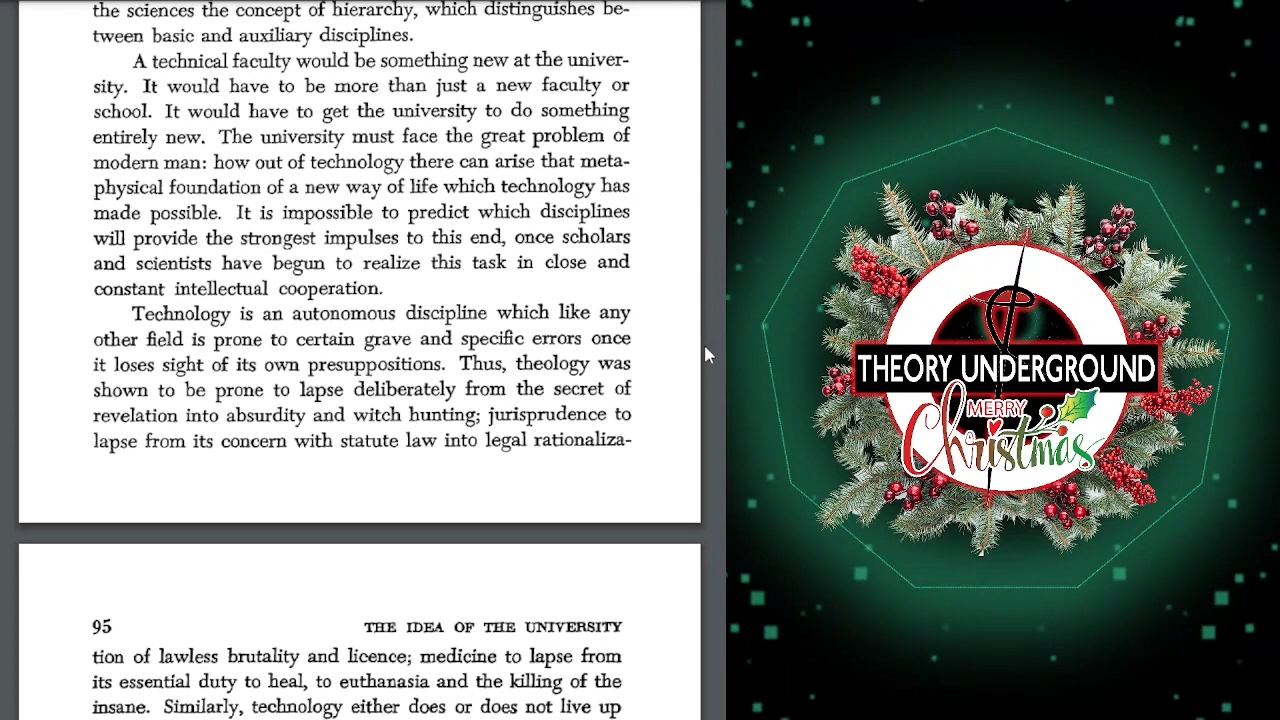 the sciences the concept of hierarchy, which distinguishes be-
tween basic and auxiliary disciplines.
A technical faculty would be something new at the univer-
sity. It would have to be more than just a new faculty or
school. It would have to get the university to do something
entirely new. The university must face the great problem of
modern man: how out of technology there can arise that meta-
physical foundation of a new way of life which technology has
made possible. It is impossible to predict which disciplines
will provide the strongest impulses to this end, once scholars
and scientists have begun to realize this task in close and
constant intellectual cooperation.
Technology is an autonomous discipline which like any
other field is prone to certain grave and specific errors once
it loses sight of its own presuppositions. Thus, theology was
shown to be prone to lapse deliberately from the secret of
revelation into absurdity and witch hunting; jurisprudence to
lapse from its concern with statute law into legal rationaliza-
95 THE IDEA OF THE UNIVERSITY
tion of lawless brutality and licence; medicine to lapse from
its essential duty to heal, to euthanasia and the killing of the
insane. Similarly, technology either does or does not live up
THEORY UNDERGROUND
MERRY
Christmas